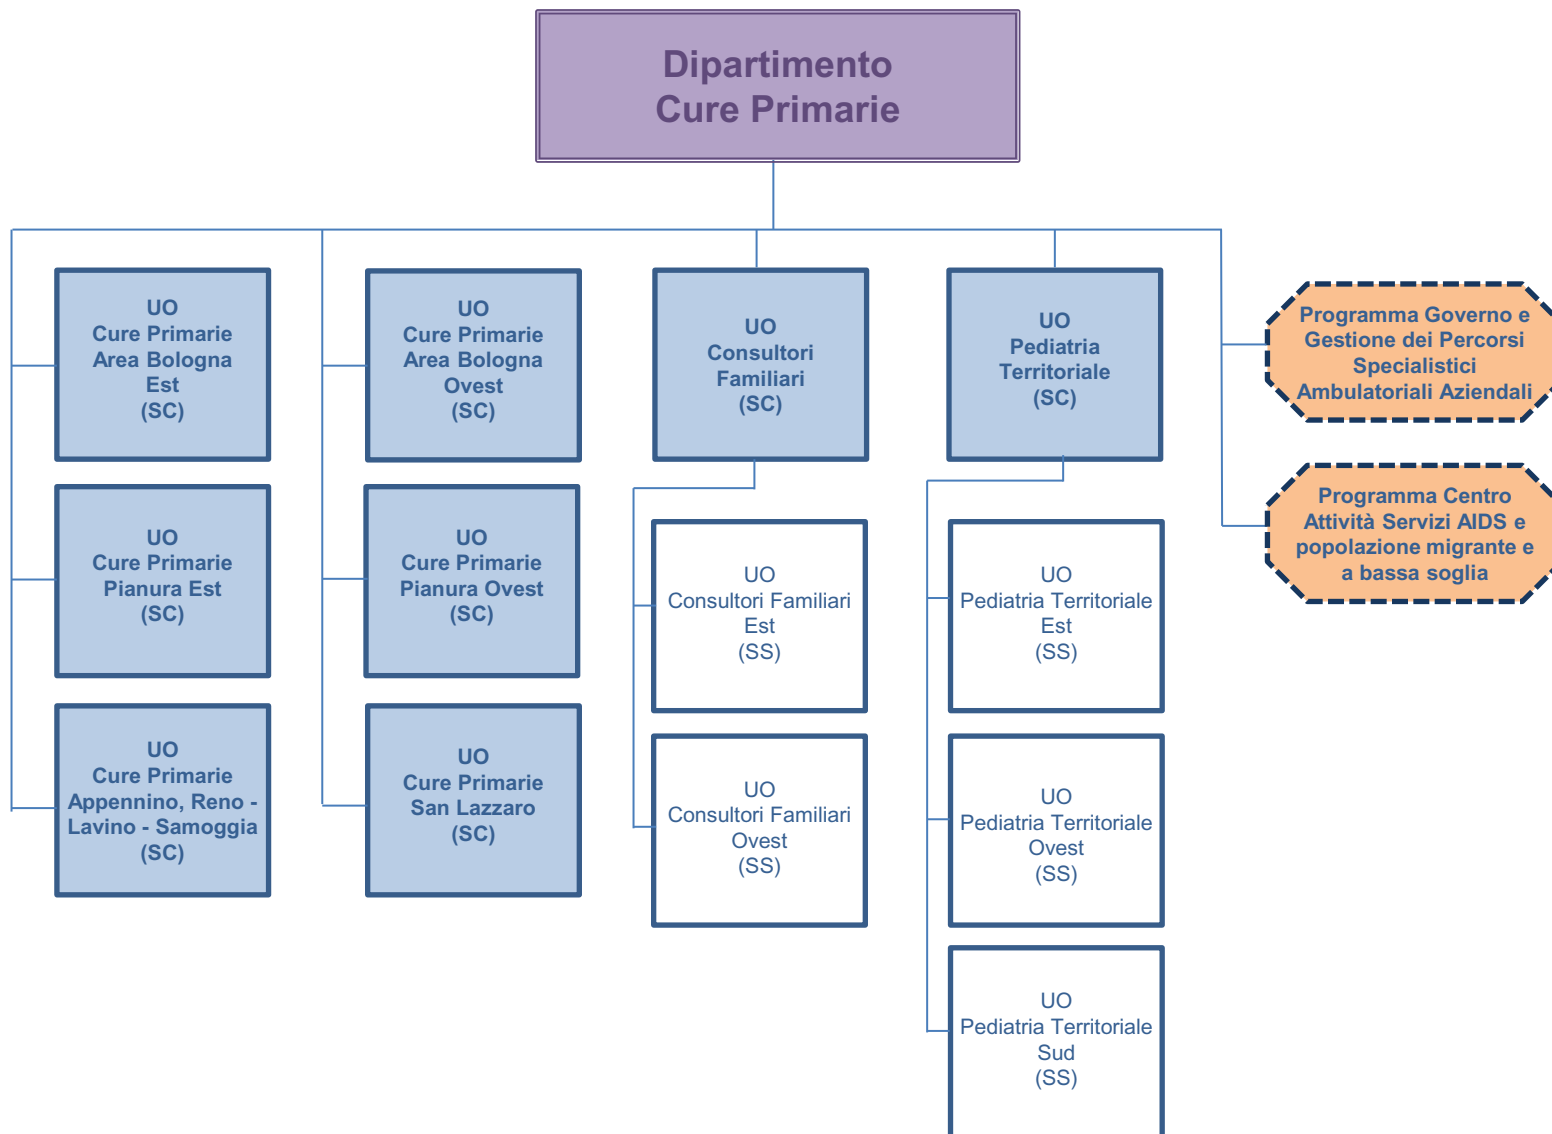 Dipartimento
Cure Primarie
UO
Cure Primarie
Area Bologna
Est
(SC)
UO
Cure Primarie
Area Bologna
Ovest
(SC)
UO
Consultori
Familiari
(SC)
UO
Pediatria
Territoriale
(SC)
Programma Governo e
Gestione dei Percorsi
Specialistici
Ambulatoriali Aziendali
Programma Centro
Attività Servizi AIDS e
popolazione migrante e
a bassa soglia
UO
Cure Primarie
Pianura Est
(SC)
UO
Cure Primarie
Pianura Ovest
(SC)
UO
Consultori Familiari
Est
(SS)
UO
Pediatria Territoriale
Est
(SS)
UO
Cure Primarie
Appennino, Reno -
Lavino - Samoggia
(SC)
UO
Cure Primarie
San Lazzaro
(SC)
UO
Consultori Familiari
Ovest
(SS)
UO
Pediatria Territoriale
Ovest
(SS)
UO
Pediatria Territoriale
Sud
(SS)